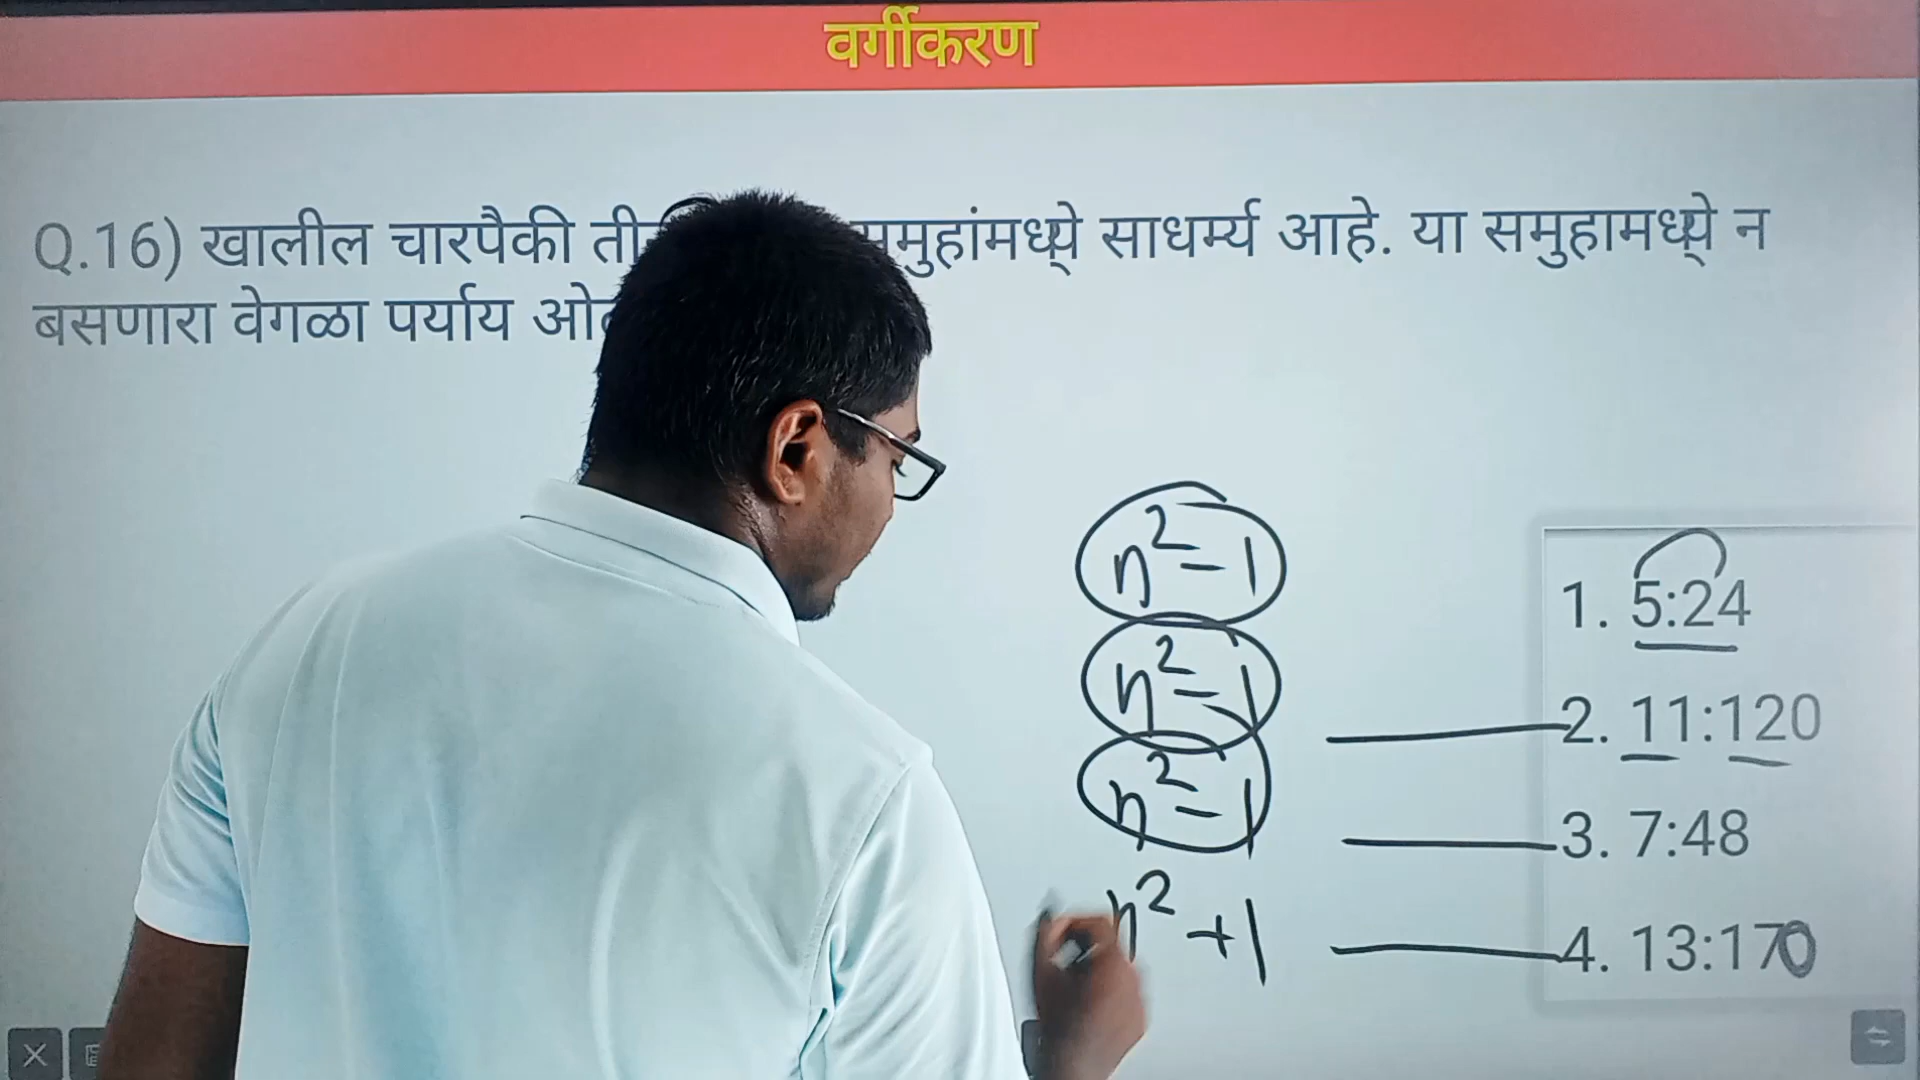 वर्गीकरण
Q.16) खालील चारपैकी समुहांमध्ये साधर्म्य आहे. या समुहामध्ये न
बसणारा वेगळा पर्याय
n²-1
1. 5:24
n²-1
2. 11:120
n²-1
3. 7:48
n²+1
4. 13:170